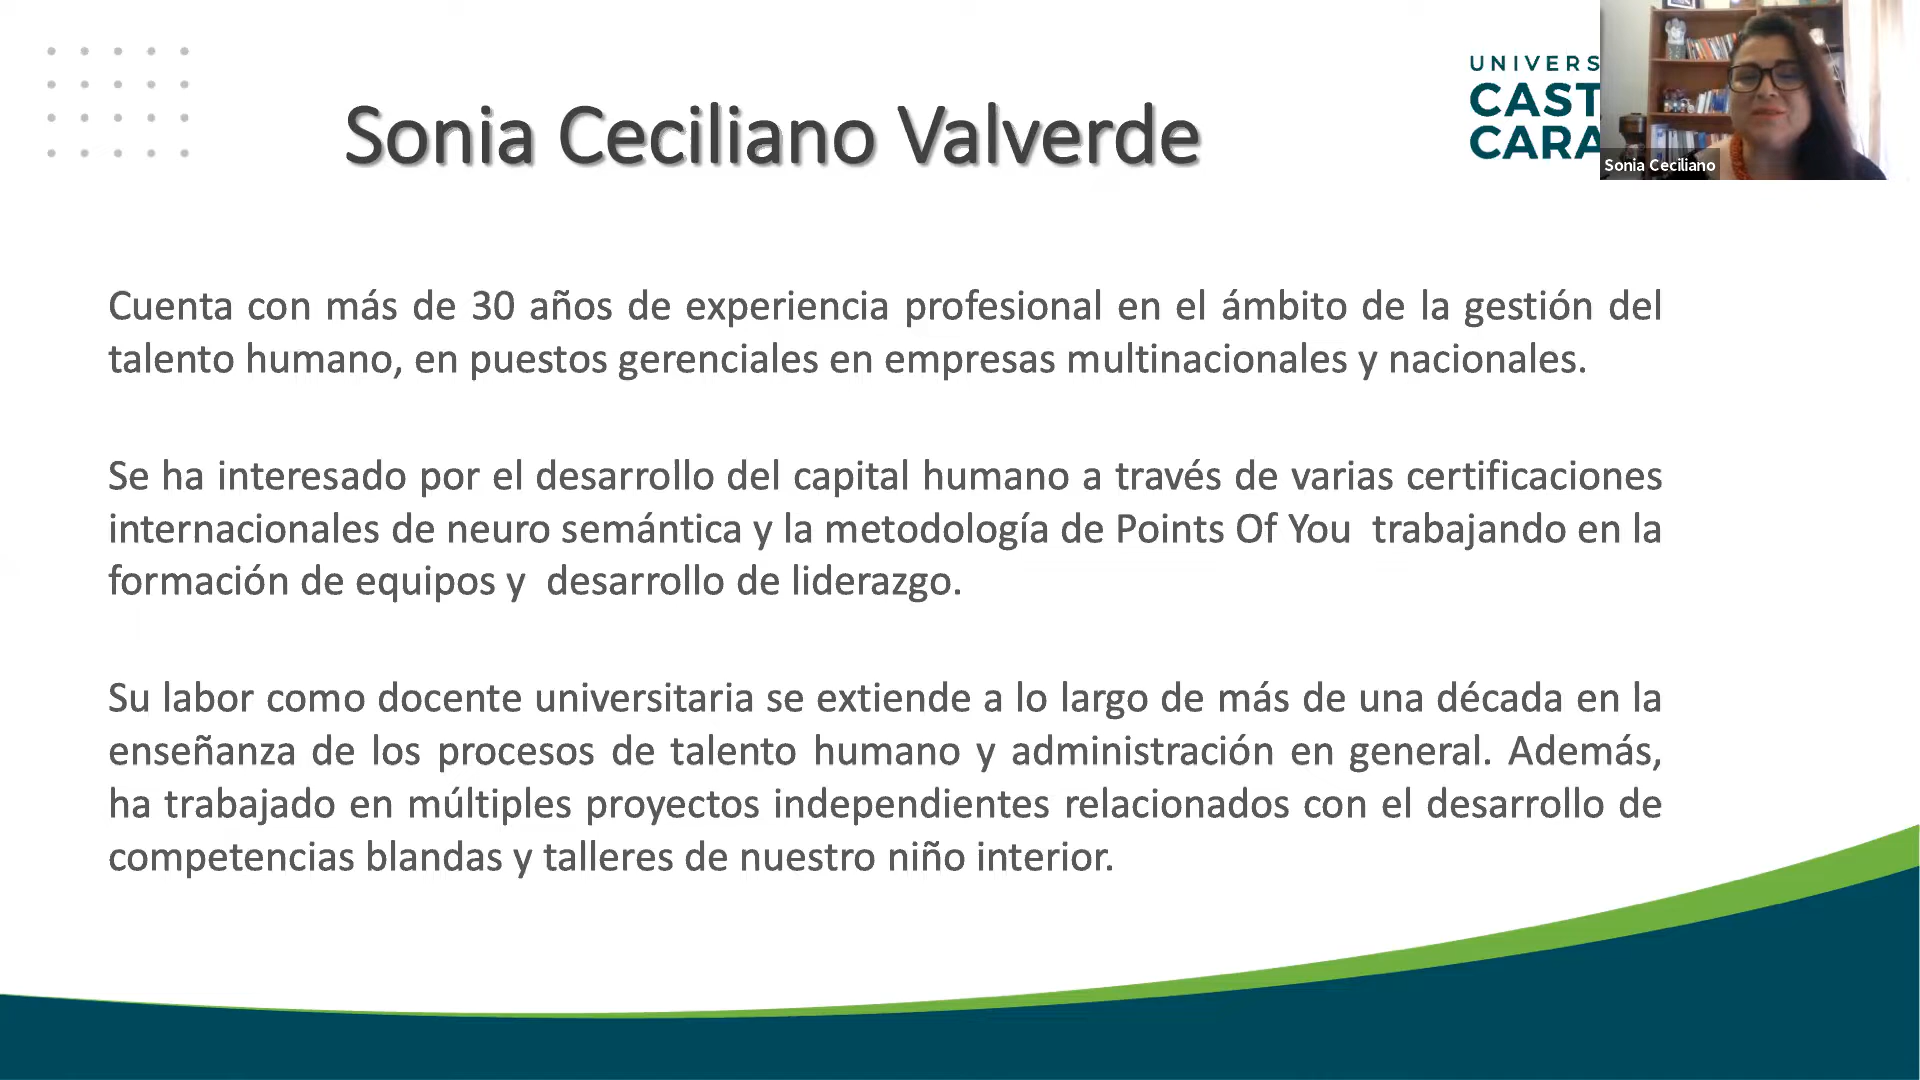 Sonia Ceciliano Valverde
UNIVERS
CAST
CARA
Sonia Ceciliano
Cuenta con más de 30 años de experiencia profesional en el ámbito de la gestión del
talento humano, en puestos gerenciales en empresas multinacionales y nacionales.
Se ha interesado por el desarrollo del capital humano a través de varias certificaciones
internacionales de neuro semántica y la metodología de Points Of You  trabajando en la
formación de equipos y  desarrollo de liderazgo.
Su labor como docente universitaria se extiende a lo largo de más de una década en la
enseñanza de los procesos de talento humano y administración en general. Además,
ha trabajado en múltiples proyectos independientes relacionados con el desarrollo de
competencias blandas y talleres de nuestro niño interior.